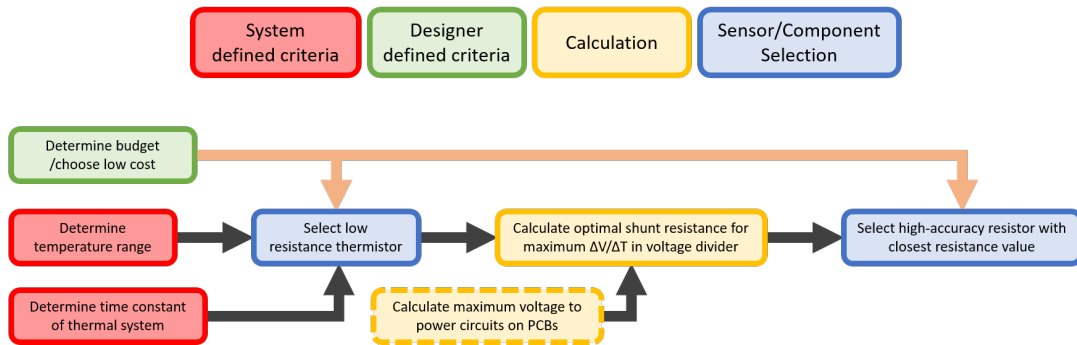 System
defined criteria
Designer
defined criteria
Calculation
Sensor/Component
Selection
Determine budget
/choose low cost
Determine
temperature range
Select low
resistance thermistor
Calculate optimal shunt resistance for
maximum ΔV/ΔT in voltage divider
Select high-accuracy resistor with
closest resistance value
Determine time constant
of thermal system
Calculate maximum voltage to
power circuits on PCBs